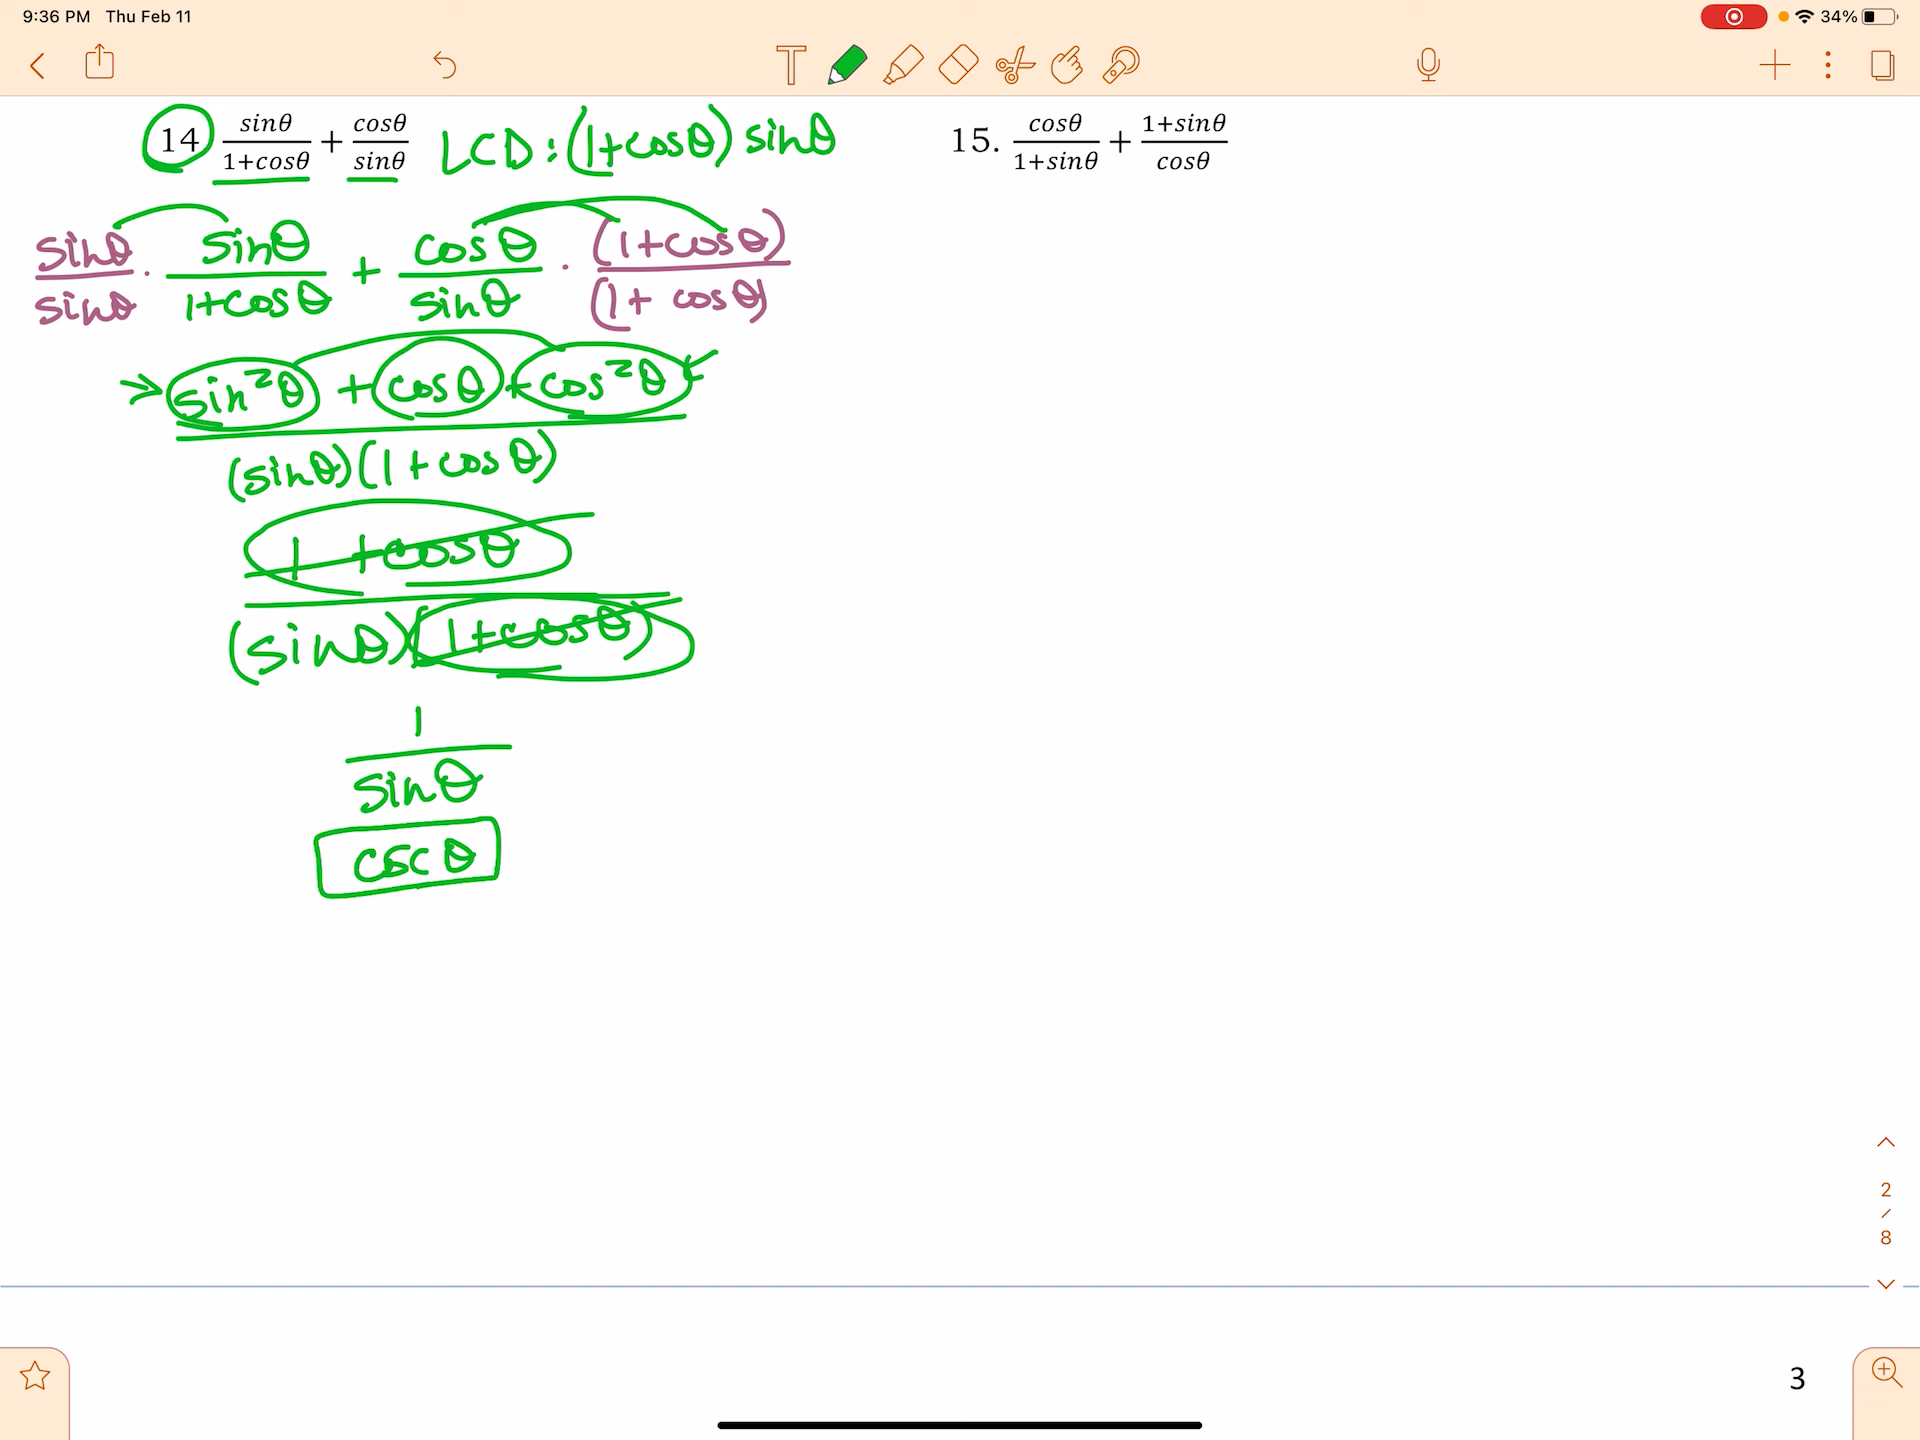 9:36 PM Thu Feb 11 34%
14 sinθ/1+cosθ + cosθ/sinθ LCD: (1+cosθ) sinθ
sinθ/sinθ · sinθ/1+cosθ + cosθ/sinθ · (1+cosθ)/(1+ cosθ)
sin²θ + cosθ + cos²θ
(sinθ)(1+cosθ)
1 +cosθ
(sinθ)(1+cosθ)
1
sinθ
cscθ
15. cosθ/1+sinθ + 1+sinθ/cosθ
2
/
8
3